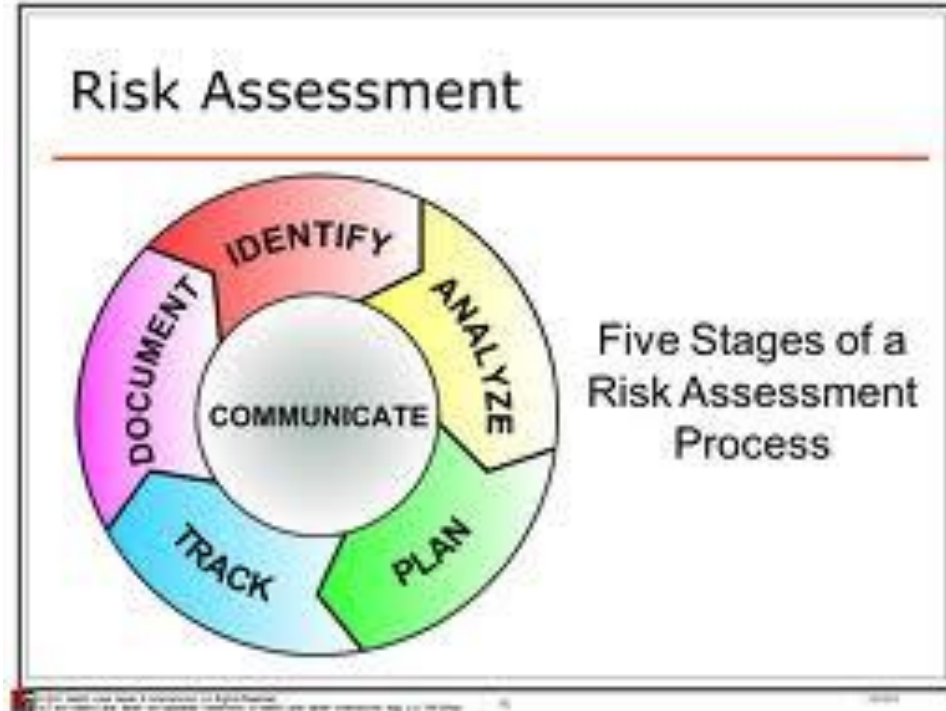 Risk Assessment
IDENTIFY
ANALYZE
PLAN
TRACK
DOCUMENT
COMMUNICATE
Five Stages of a
Risk Assessment
Process